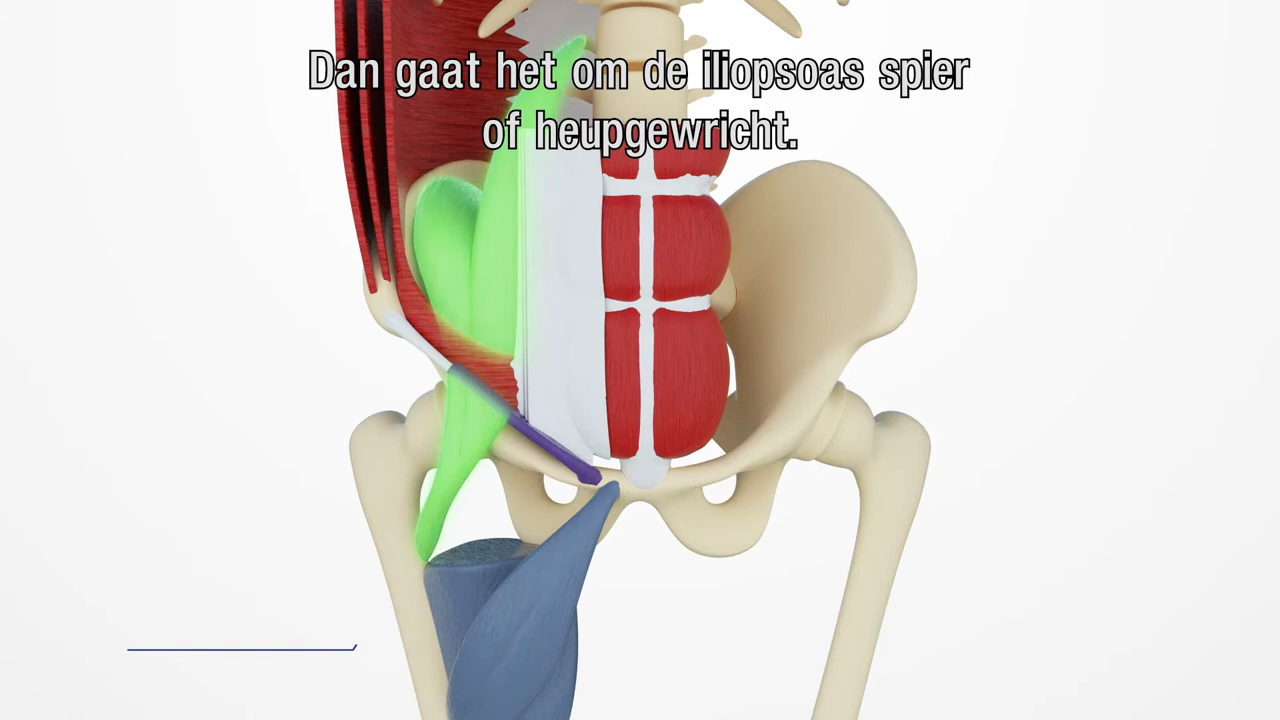 Dan gaat het om de iliopsoas spier
of heupgewricht.